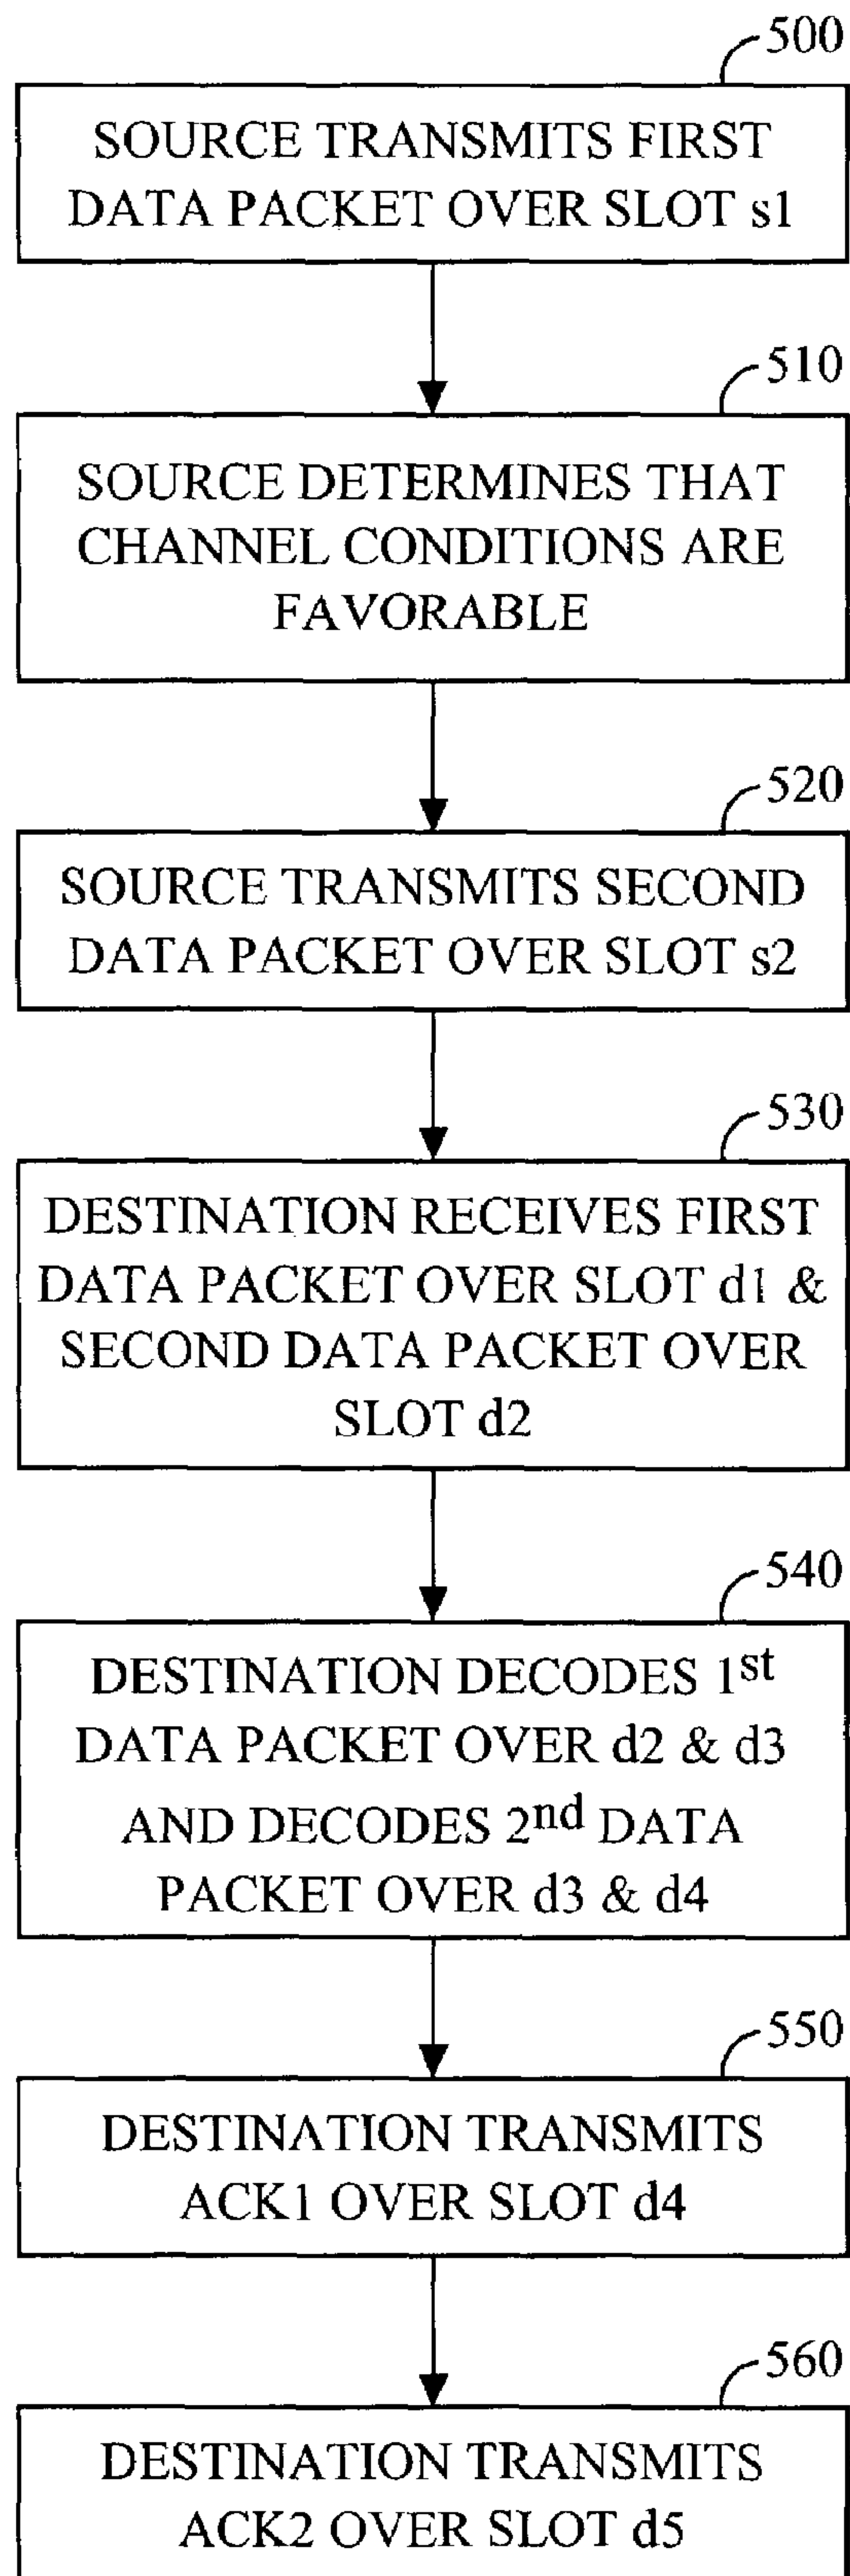 500
SOURCE TRANSMITS FIRST
DATA PACKET OVER SLOT s1
510
SOURCE DETERMINES THAT
CHANNEL CONDITIONS ARE
FAVORABLE
520
SOURCE TRANSMITS SECOND
DATA PACKET OVER SLOT s2
530
DESTINATION RECEIVES FIRST
DATA PACKET OVER SLOT d1 &
SECOND DATA PACKET OVER
SLOT d2
540
DESTINATION DECODES 1st
DATA PACKET OVER d2 & d3
AND DECODES 2nd DATA
PACKET OVER d3 & d4
550
DESTINATION TRANSMITS
ACK1 OVER SLOT d4
560
DESTINATION TRANSMITS
ACK2 OVER SLOT d5